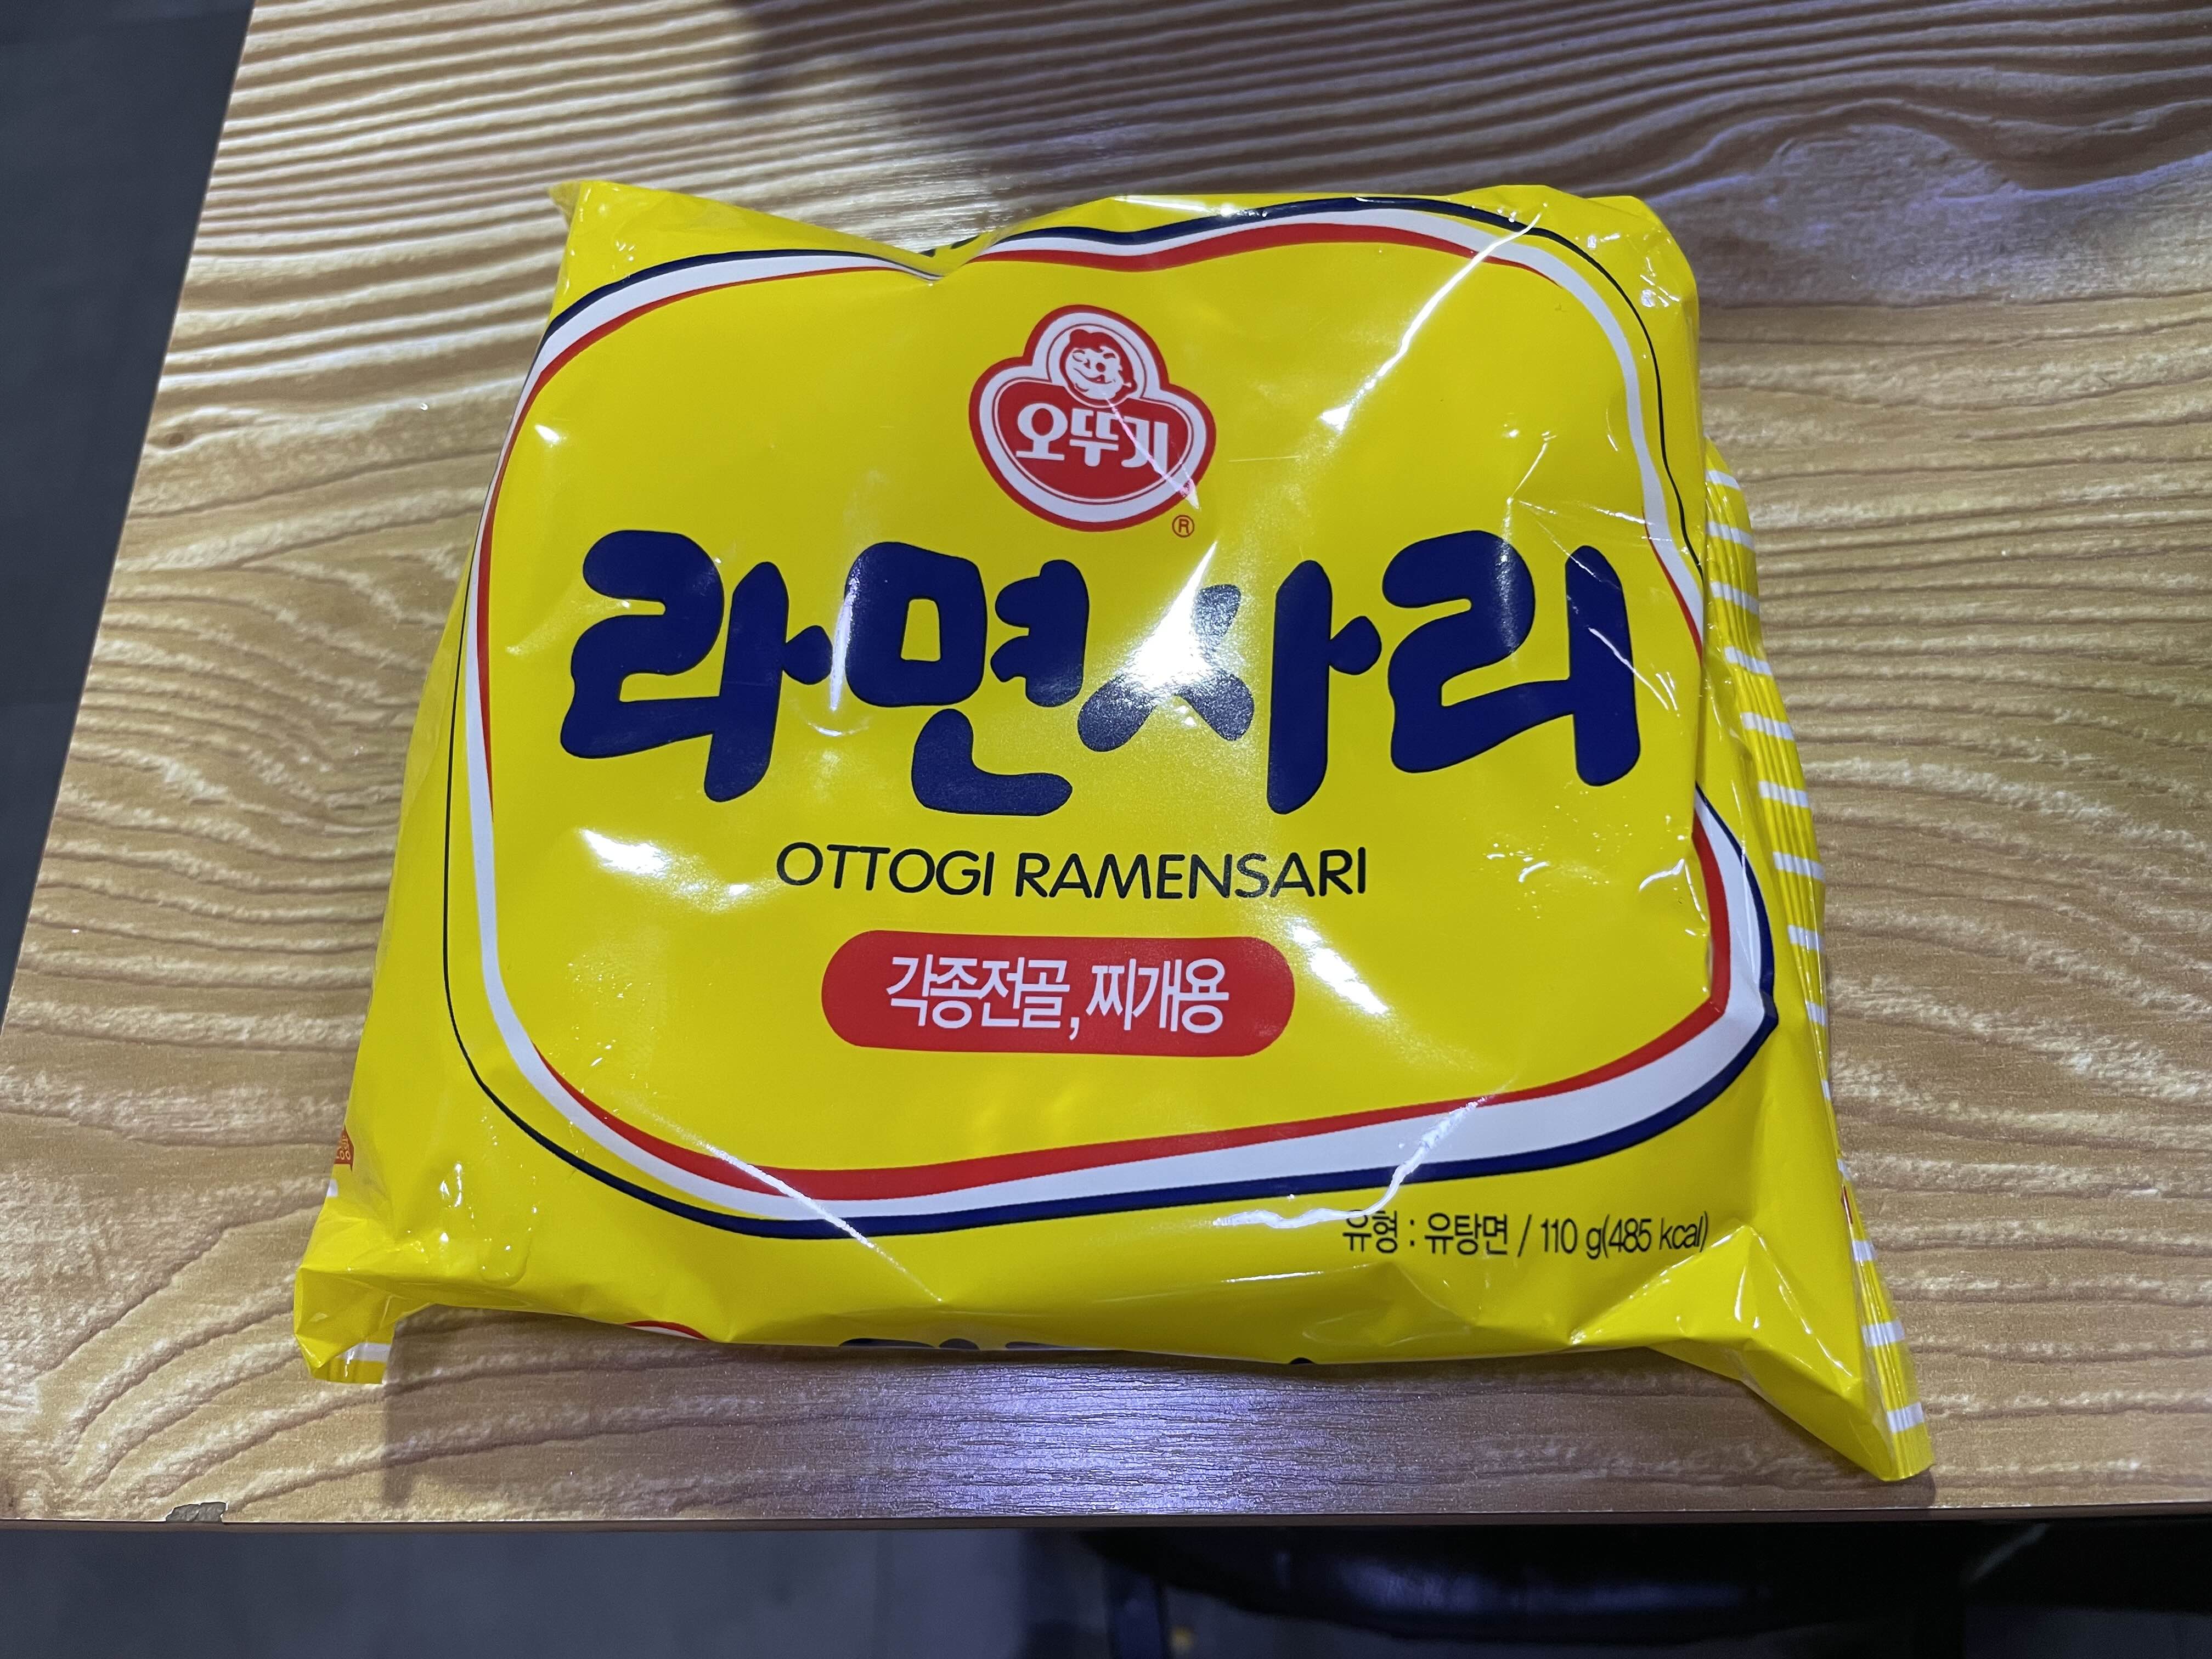 오뚜기
®
라면사리
OTTOGI RAMENSARI
각종전골, 찌개용
유형 : 유탕면 / 110 g(485 kcal)